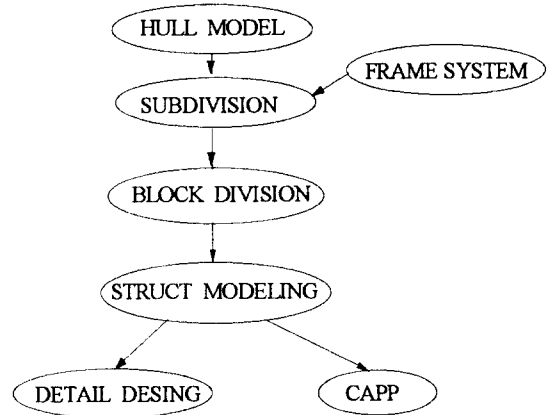 HULL MODEL
FRAME SYSTEM
SUBDIVISION
BLOCK DIVISION
STRUCT MODELING
DETAIL DESING
CAPP